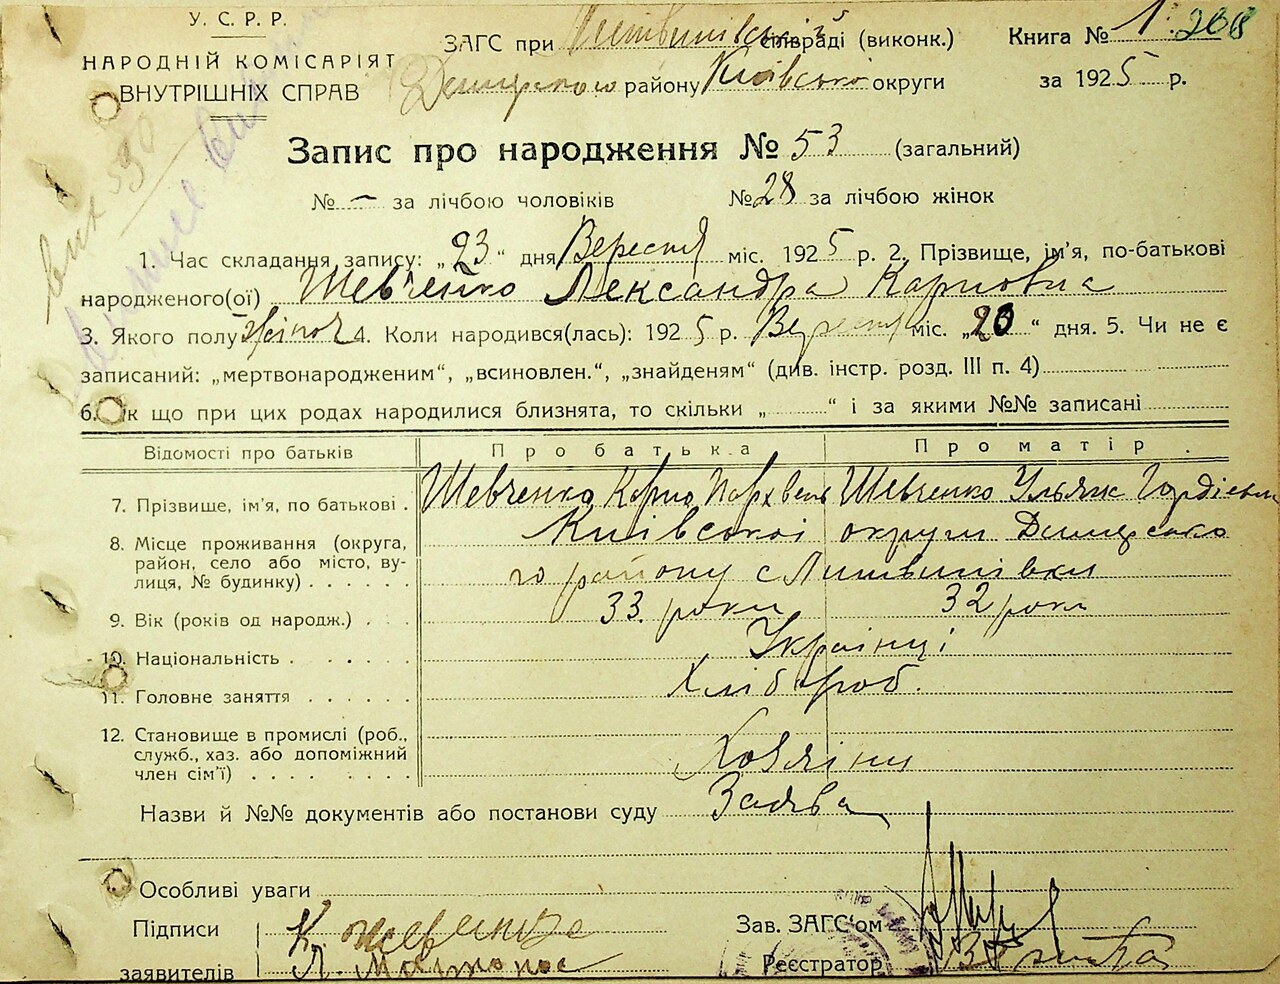 У. С. Р. Р.
НАРОДНІЙ КОМІСАРІЯТ
ВНУТРІШНІХ СПРАВ
ЗАГС при Литвинівській сільраді (виконк.)
Димерського району Київської округи
Книга № 1. 208
за 1925 р.
Запис про народження № 53 (загальний)
№ — за лічбою чоловіків №28 за лічбою жінок
1. Час складання запису: „23“ дня Вересня міс. 1925 р. 2. Прізвище, ім’я, по-батькові
народженого(ої) Шевченко Лександра Карповна
3. Якого полу жіноч 4. Коли народився(лась): 1925 р. Вересня міс. „20“ дня. 5. Чи не є
записаний: „мертвонародженим“, „всиновлен.“, „знайденям“ (див. інстр. розд. III п. 4)
6. Як що при цих родах народилися близнята, то скільки „ “ і за якими №№ записані
Відомості про батьків Про батька Про матір
7. Прізвище, ім’я, по батькові Шевченко Карпо Шевченко Ульяна
8. Місце проживання (округа, район, село або місто, вулиця, № будинку) Київської округи Димерсько
го району с Литвинівки
9. Вік (років од народж.) 33 роки 32 роки
10. Національність Українці
11. Головне заняття Хлібороб.
12. Становище в промислі (роб., служб., хаз. або допоміжний член сім’ї) Хозяїни
Назви й №№ документів або постанови суду Заява
Особливі уваги
Підписи
заявителів
К. Шевченко
Зав. ЗАГС‘ом
Реєстратор